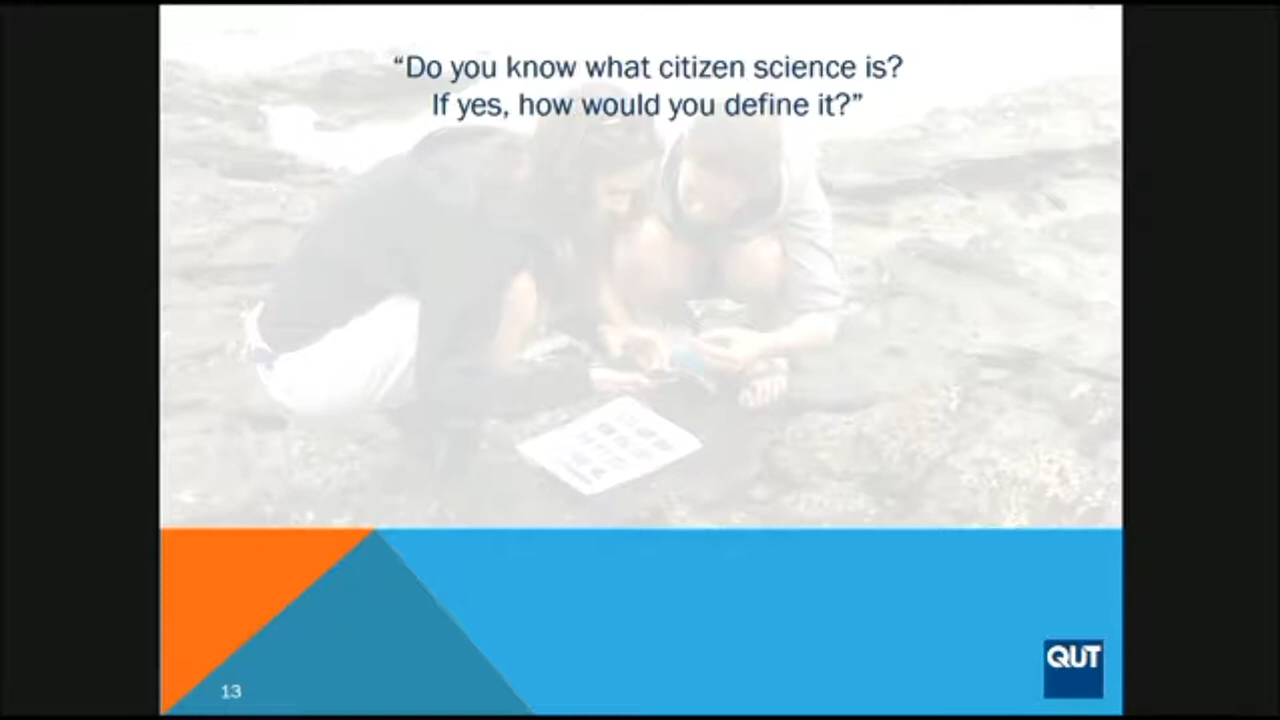 “Do you know what citizen science is?
If yes, how would you define it?”
13
QUT